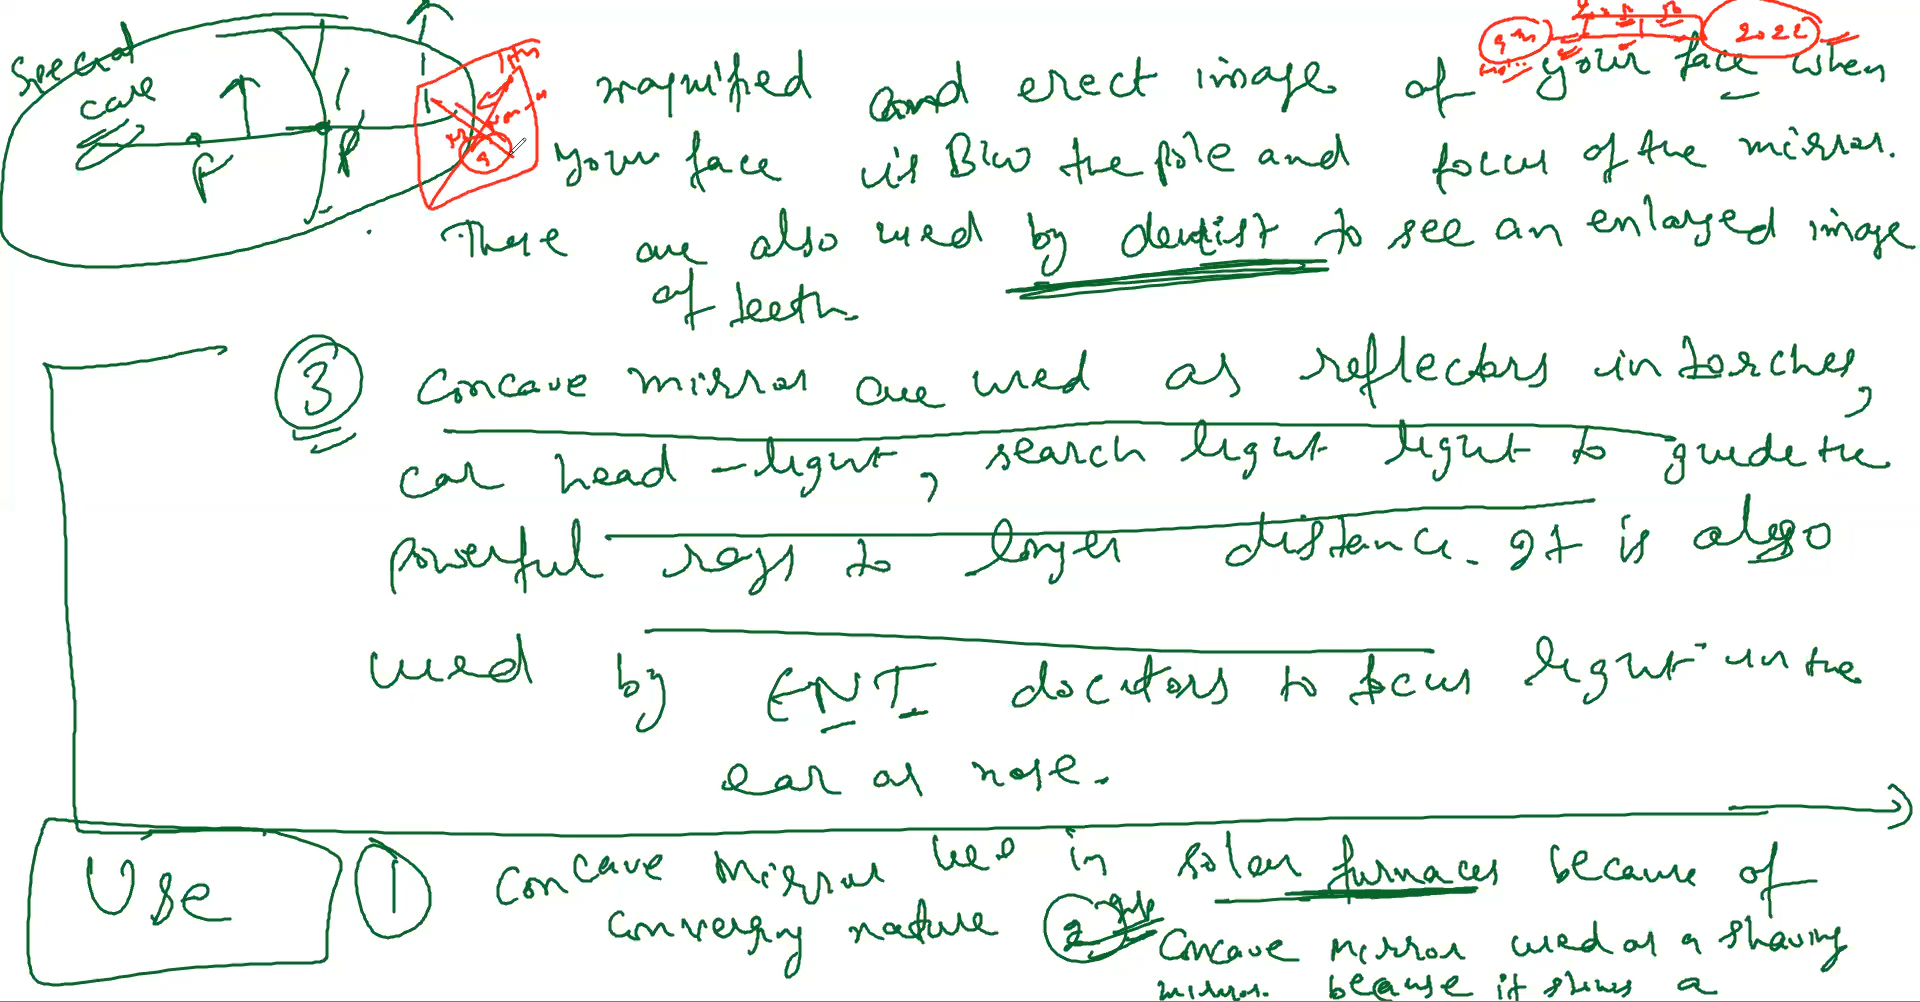 Special
care
F
P
magnified and erect image of your face when
your face is B/w the pole and focus of the mirror.
These are also used by dentist to see an enlarged image
of teeth.
2022
3 Concave mirror are used as reflectors in torches,
car head-light, search light light to guide the
powerful rays to longer distance. It is also
used by ENT doctors to focus light in the
ear as nose.
Use
1 Concave mirror used in solar furnaces because of
converging nature 2
Concave mirror used as a shaving
mirror. because it shows a